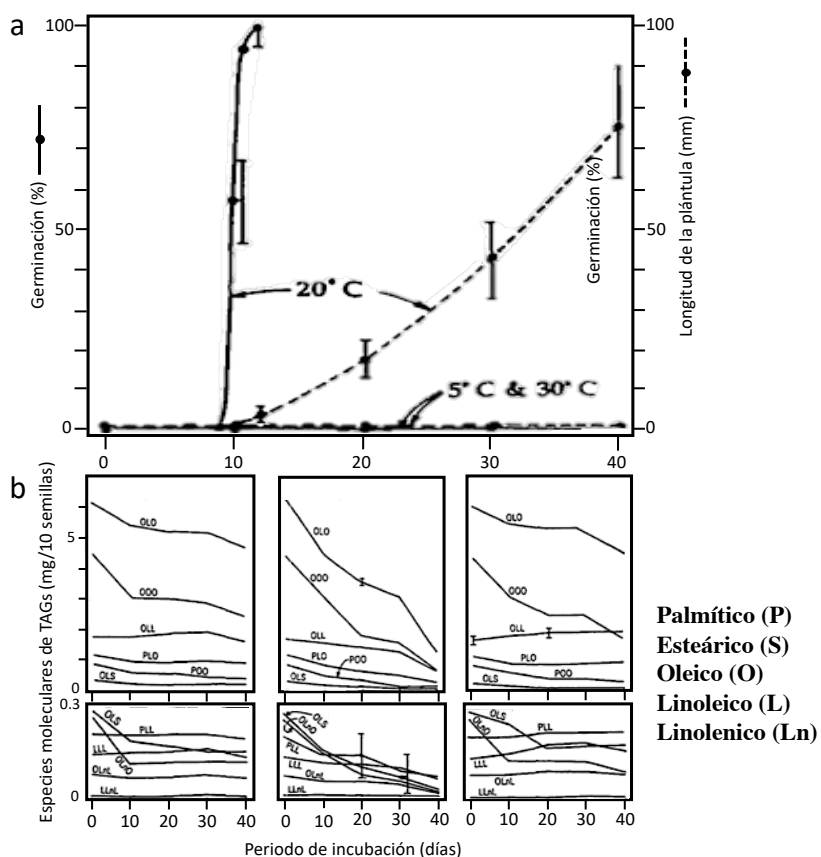 a
100
50
0
Germinación (%)
20° C
5° C & 30° C
Germinación (%)
100
50
0
Longitud de la plántula (mm)
0 10 20 30 40
b
Especies moleculares de TAGs (mg/10 semillas)
5
0
OLO
OOO
OLL
PLO
POO
OLS
OLO
OOO
OLL
PLO
POO
OLS
OLO
OOO
OLL
PLO
POO
OLS
0.3
0
OLS
PLL
LLL
OLnO
OLnL
LLnL
OLS
OLnO
PLL
LLL
OLnL
LLnL
OLS
OLnO
PLL
LLL
OLnL
LLnL
0 10 20 30 40 0 10 20 30 40 0 10 20 30 40
Periodo de incubación (días)
Palmítico (P)
Esteárico (S)
Oleico (O)
Linoleico (L)
Linolenico (Ln)